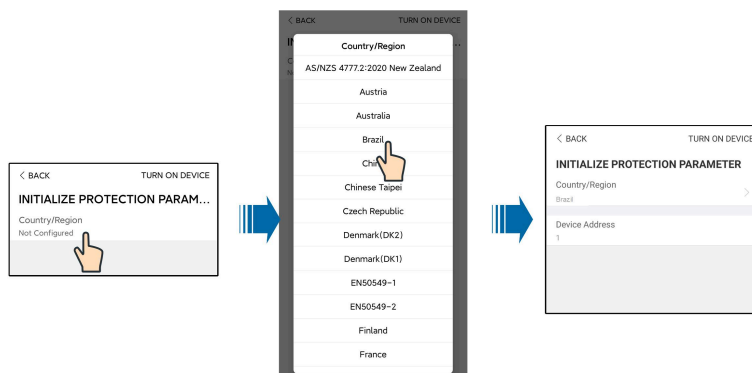 < BACK TURN ON DEVICE
INITIALIZE PROTECTION PARAM...
Country/Region
Not Configured
< BACK TURN ON DEVICE
Country/Region
AS/NZS 4777.2:2020 New Zealand
Austria
Australia
Brazil
Chinese Taipei
Czech Republic
Denmark(DK2)
Denmark(DK1)
EN50549-1
EN50549-2
Finland
France
< BACK TURN ON DEVICE
INITIALIZE PROTECTION PARAMETER
Country/Region
Brazil
Device Address
1